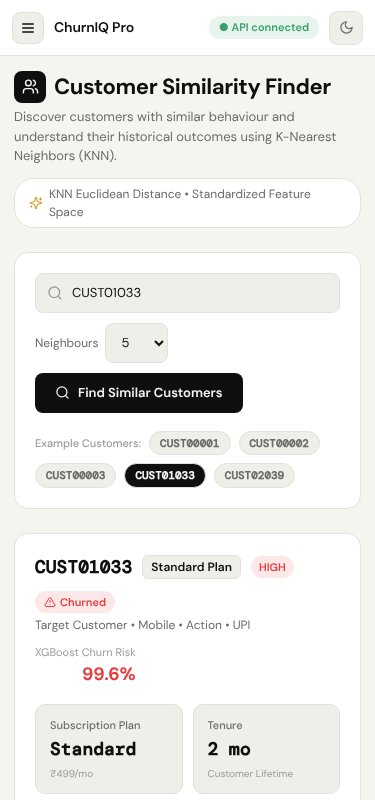 ChurnIQ Pro
API connected
Customer Similarity Finder
Discover customers with similar behaviour and
understand their historical outcomes using K-Nearest
Neighbors (KNN).
KNN Euclidean Distance • Standardized Feature
Space
CUST01033
Neighbours 5
Find Similar Customers
Example Customers: CUST00001 CUST00002
CUST00003 CUST01033 CUST02039
CUST01033 Standard Plan HIGH
Churned
Target Customer • Mobile • Action • UPI
XGBoost Churn Risk
99.6%
Subscription Plan
Standard
₹499/mo
Tenure
2 mo
Customer Lifetime